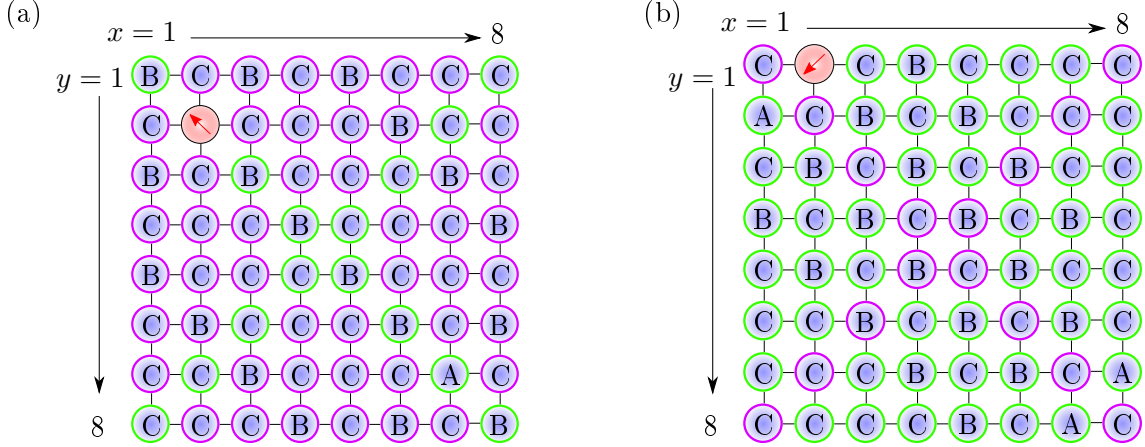 (a)
x = 1 8
y = 1
B C B C B C C C
C C C C B C C
B C B C C C B C
C C C B C C C B
B C C C B C C C
C B C C C B C B
C C B C C C A C
8 C C C B C B C B
(b)
x = 1 8
y = 1
C C B C C C C
A C B C B C C C
C B C C C B C C
B C B C B C B C
C B C B C B C C
C C B C B C B C
C C C B C B C A
8 C C C C B C A C